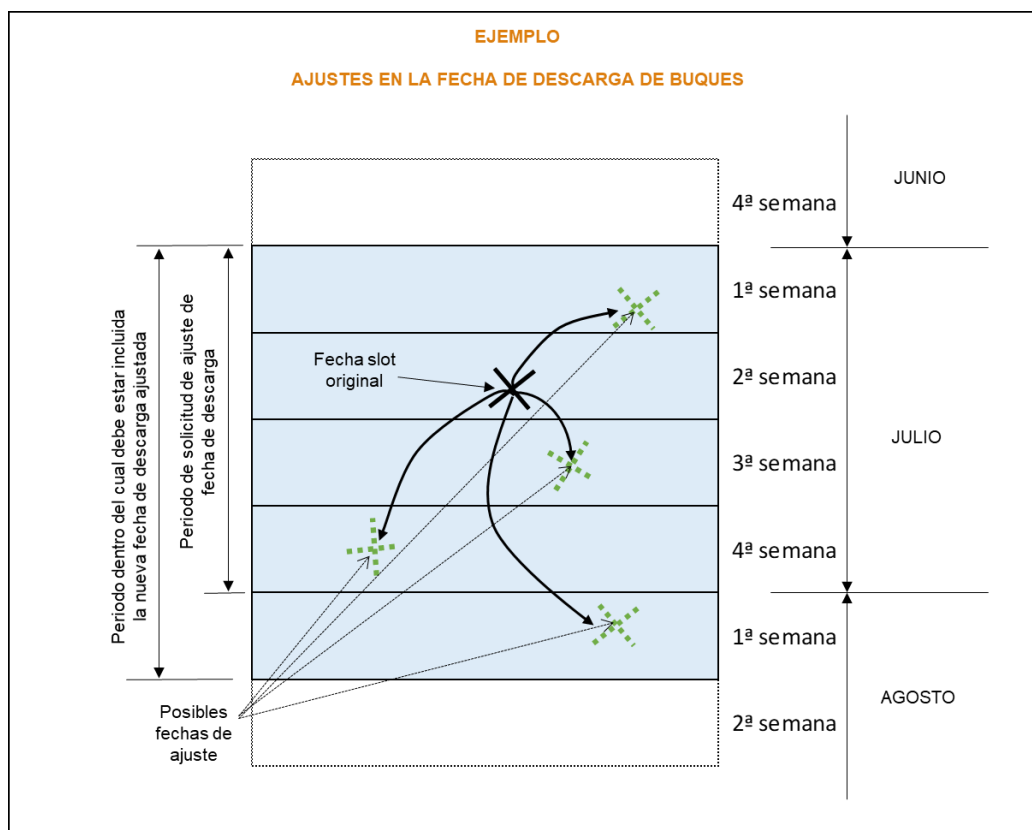 EJEMPLO
AJUSTES EN LA FECHA DE DESCARGA DE BUQUES
JUNIO
4ª semana
Periodo dentro del cual debe estar incluida
la nueva fecha de descarga ajustada
Periodo de solicitud de ajuste de
fecha de descarga
1ª semana
Fecha slot
original
2ª semana
JULIO
3ª semana
4ª semana
1ª semana
AGOSTO
Posibles
fechas de
ajuste
2ª semana